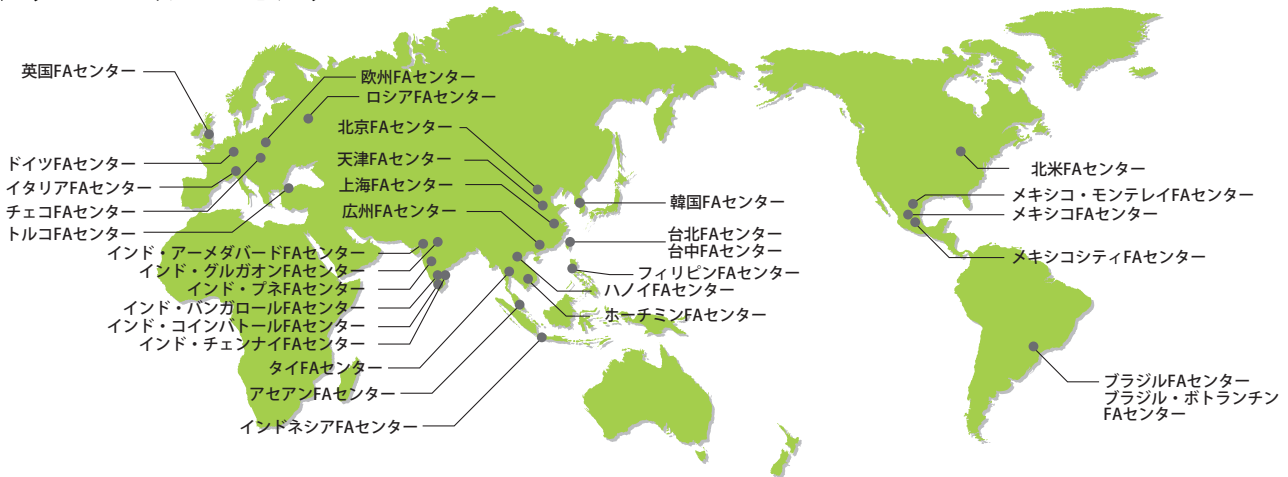 英国FAセンター
ドイツFAセンター
イタリアFAセンター
チェコFAセンター
トルコFAセンター
欧州FAセンター
ロシアFAセンター
北京FAセンター
天津FAセンター
上海FAセンター
広州FAセンター
インド・アーメダバードFAセンター
インド・グルガオンFAセンター
インド・プネFAセンター
インド・バンガロールFAセンター
インド・コインバトールFAセンター
インド・チェンナイFAセンター
タイFAセンター
アセアンFAセンター
インドネシアFAセンター
韓国FAセンター
台北FAセンター
台中FAセンター
フィリピンFAセンター
ハノイFAセンター
ホーチミンFAセンター
北米FAセンター
メキシコ・モンテレイFAセンター
メキシコFAセンター
メキシコシティFAセンター
ブラジルFAセンター
ブラジル・ボトランチン
FAセンター